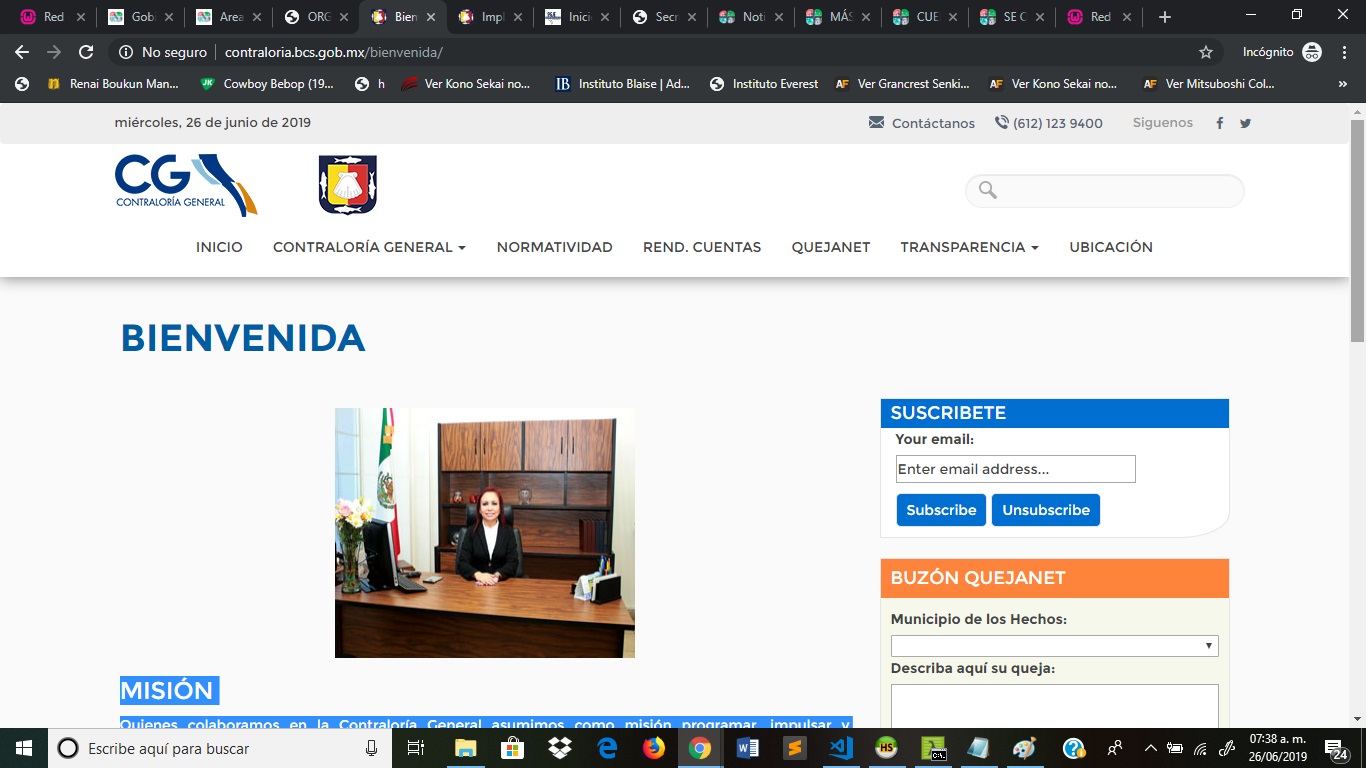 Red
Gobi
Area
ORG
Bien
Impl
Inici
Secr
Noti
MÁS
CUE
SE C
Red
No seguro
contraloria.bcs.gob.mx/bienvenida/
Incógnito
Renai Boukun Man...
Cowboy Bebop (19...
h
Ver Kono Sekai no...
Instituto Blaise | Ad...
Instituto Everest
Ver Grancrest Senki...
Ver Kono Sekai no...
Ver Mitsuboshi Col...
»
miércoles, 26 de junio de 2019
Contáctanos
(612) 123 9400
Siguenos
CG
CONTRALORÍA GENERAL
INICIO
CONTRALORÍA GENERAL
NORMATIVIDAD
REND. CUENTAS
QUEJANET
TRANSPARENCIA
UBICACIÓN
BIENVENIDA
MISIÓN
Quienes colaboramos en la Contraloría General asumimos como misión programar, impulsar y
SUSCRIBETE
Your email:
Enter email address...
Subscribe
Unsubscribe
BUZÓN QUEJANET
Municipio de los Hechos:
Describa aquí su queja:
Escribe aquí para buscar
07:38 a. m.
26/06/2019
24